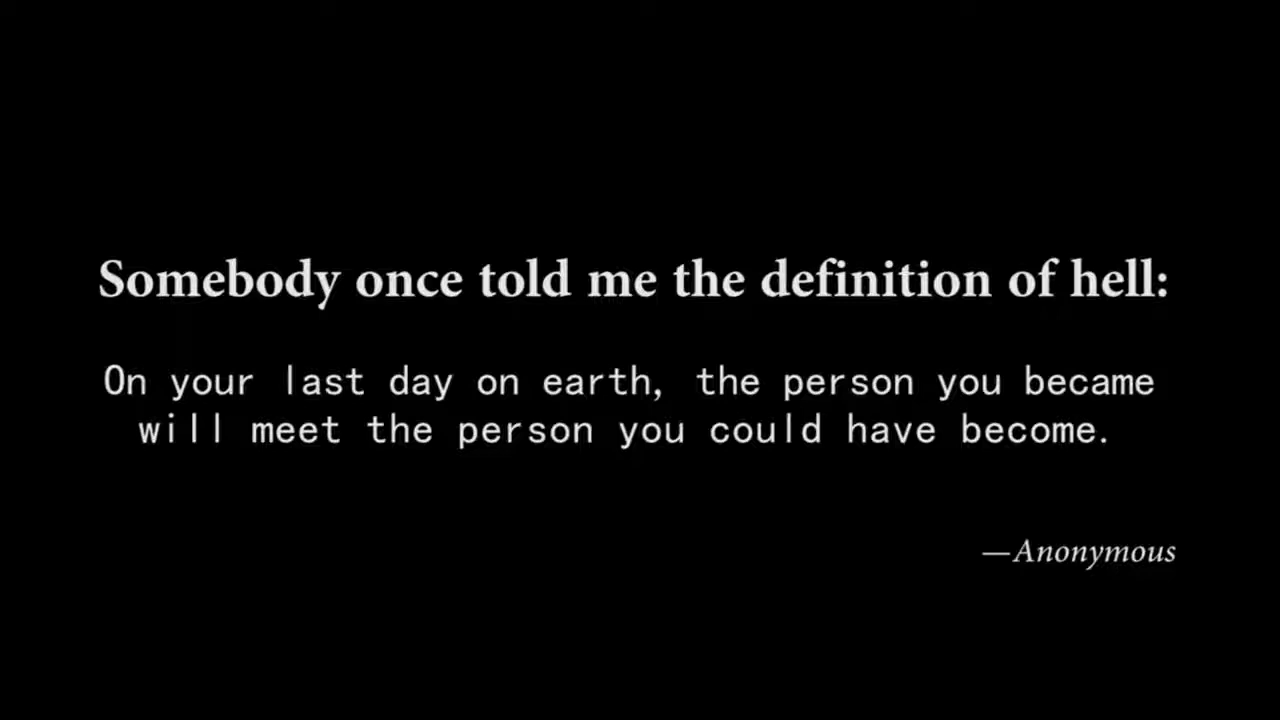 Somebody once told me the definition of hell:
On your last day on earth, the person you became
will meet the person you could have become.
—Anonymous